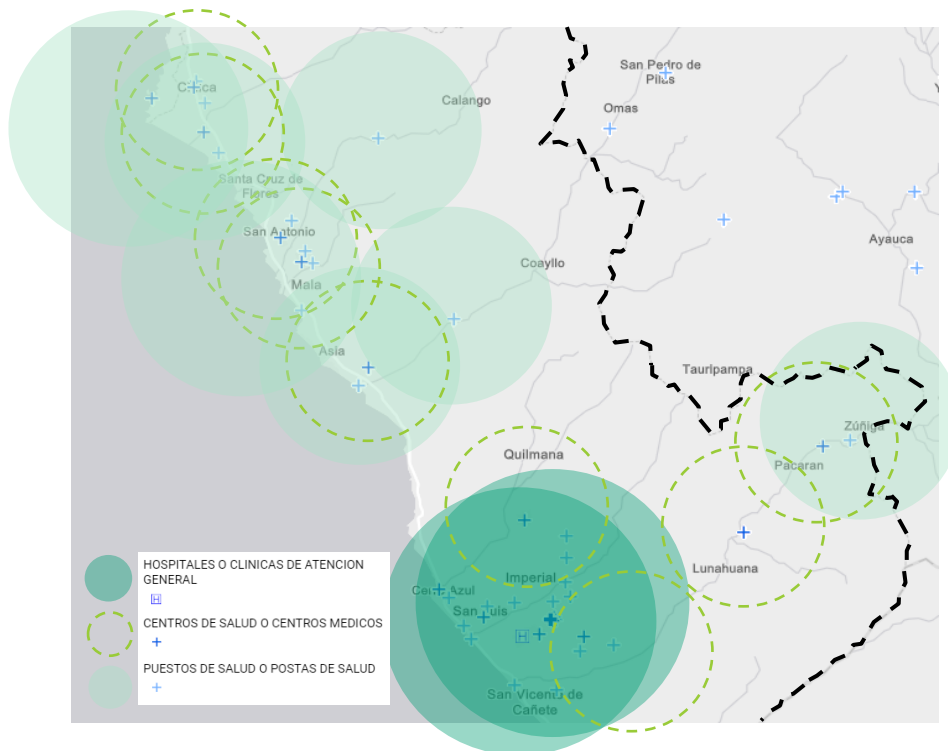 San Pedro de
Pilas
Chilca
Calango
Omas
Santa Cruz de
Flores
San Antonio
Ayauca
Coayllo
Mala
Asia
Tauripampa
Zúñiga
Quilmana
Pacaran
HOSPITALES O CLINICAS DE ATENCION
GENERAL
H
Lunahuana
Imperial
Cerro Azul
San Luis
CENTROS DE SALUD O CENTROS MEDICOS
H
PUESTOS DE SALUD O POSTAS DE SALUD
San Vicente de
Cañete